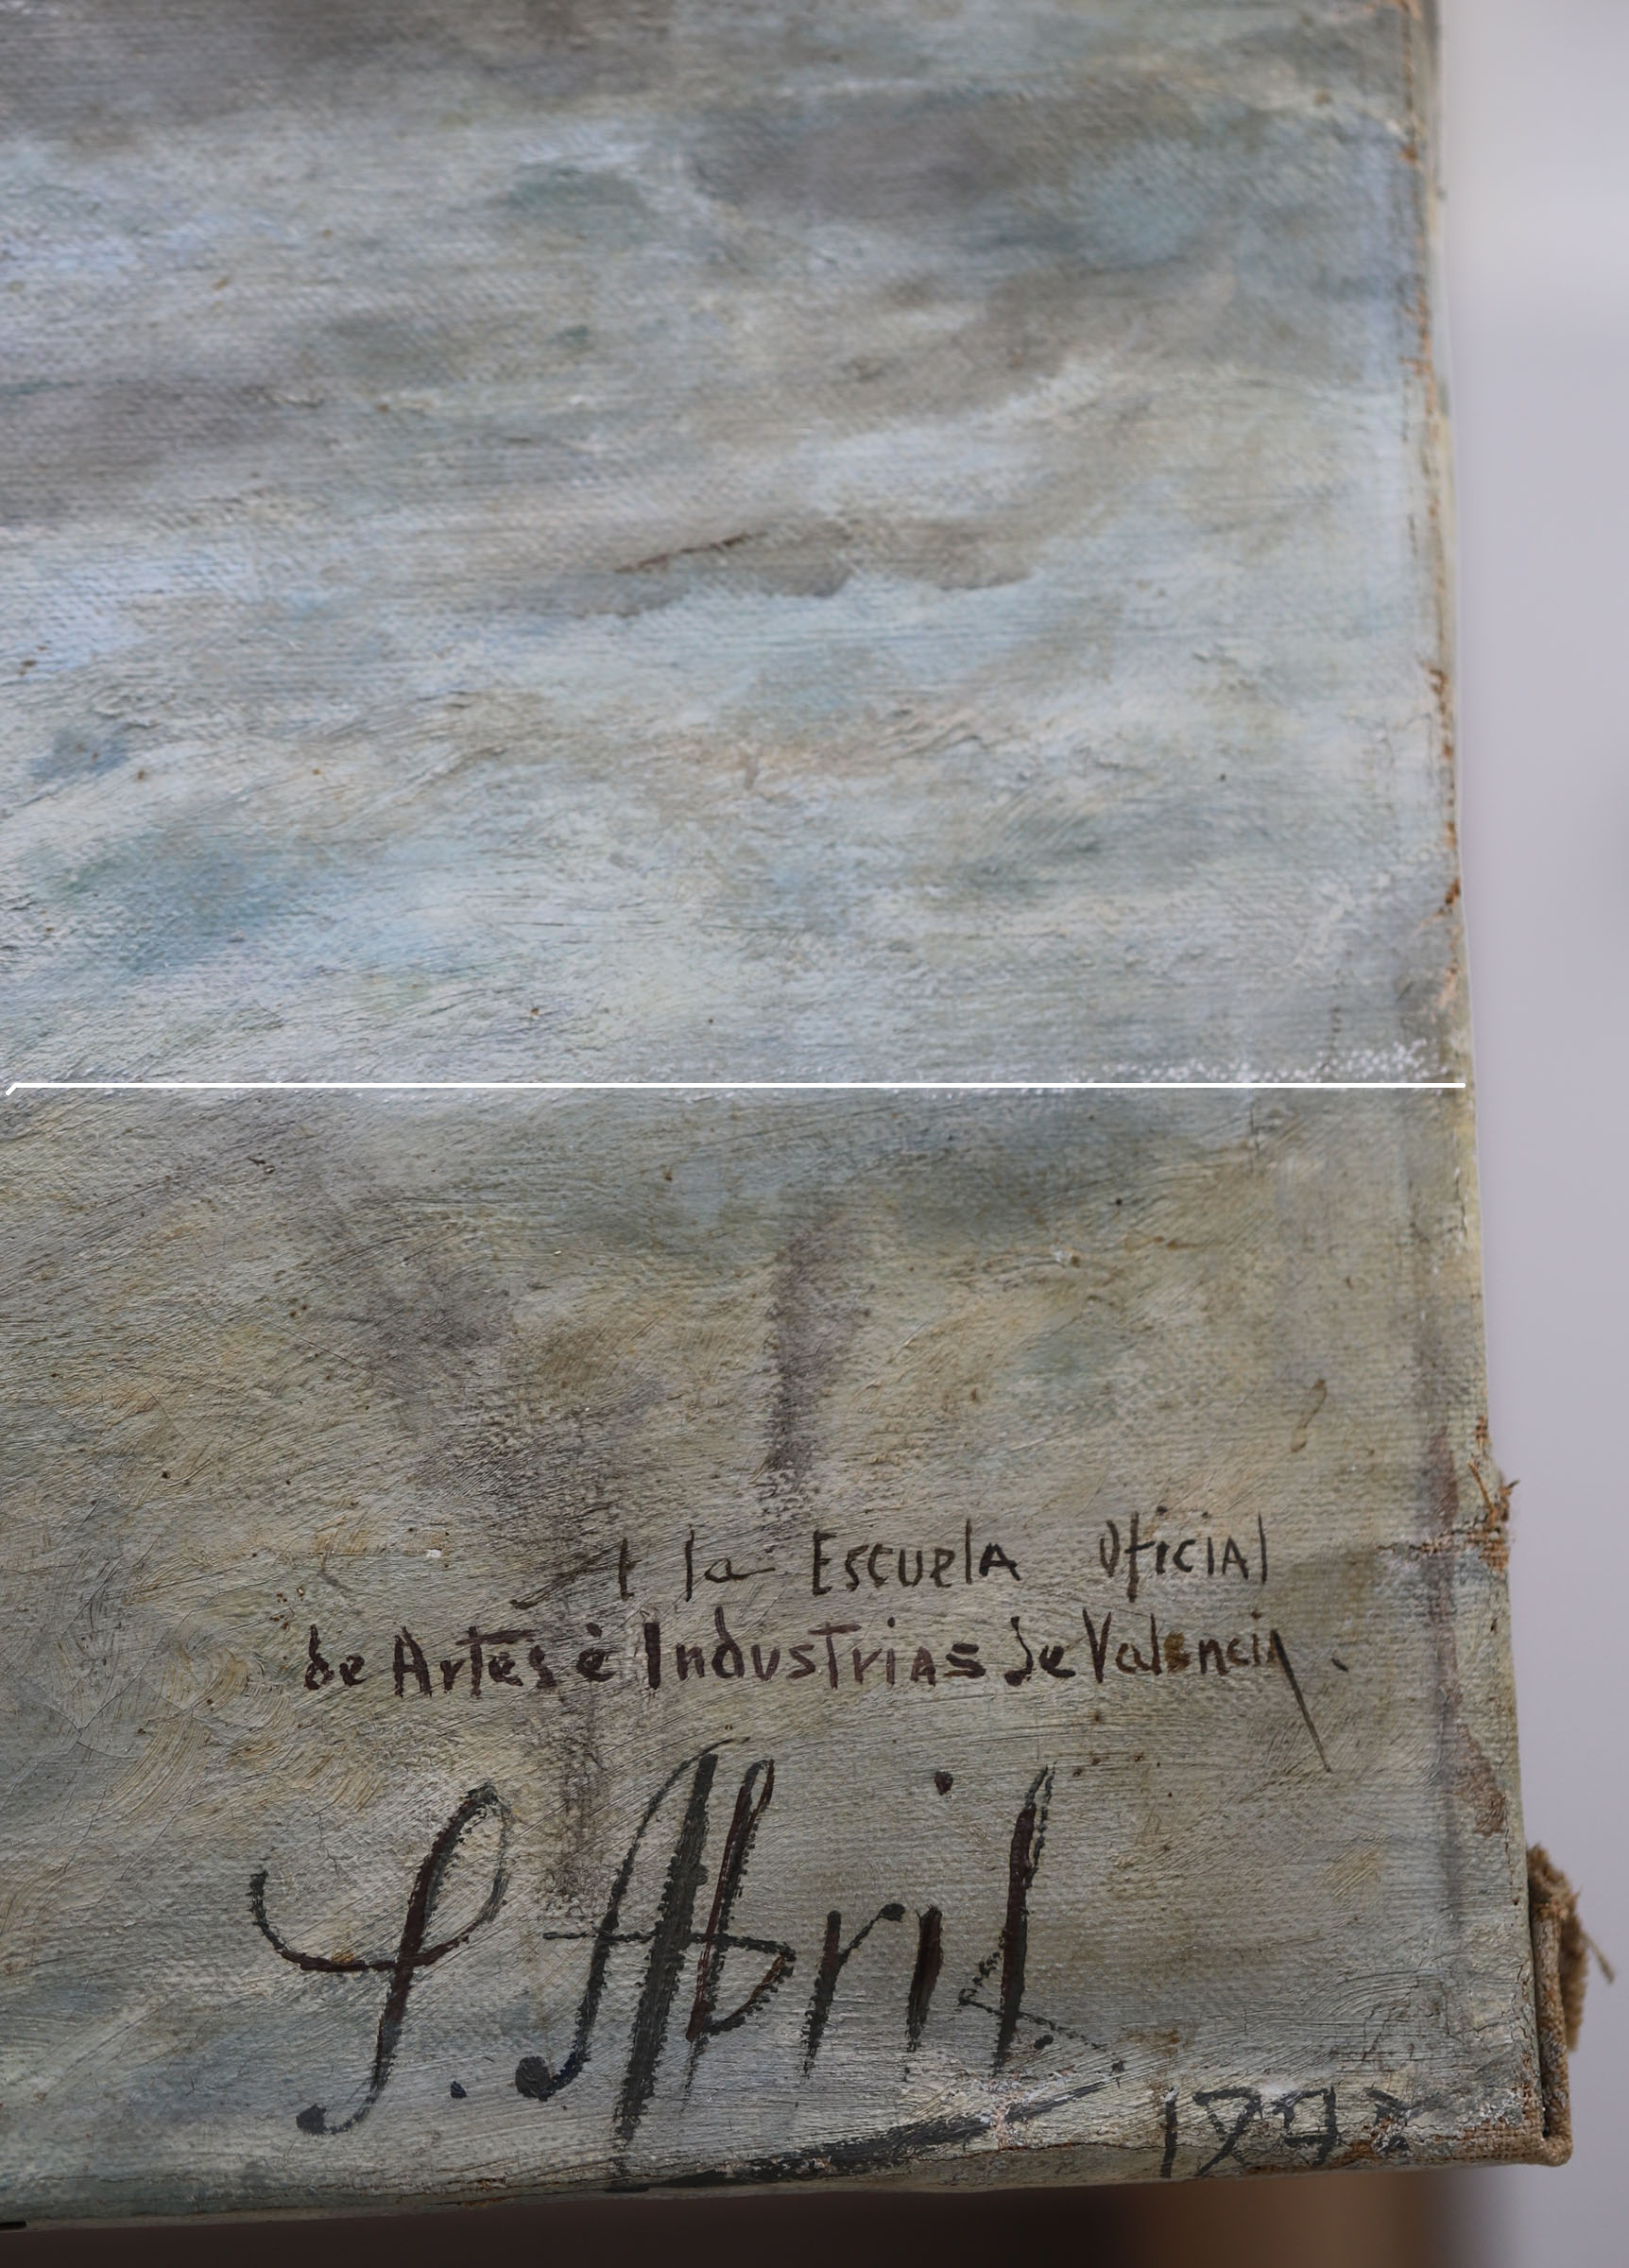 la Escuela Oficial
de Artes è Industrias de Valencia.
S. Abril